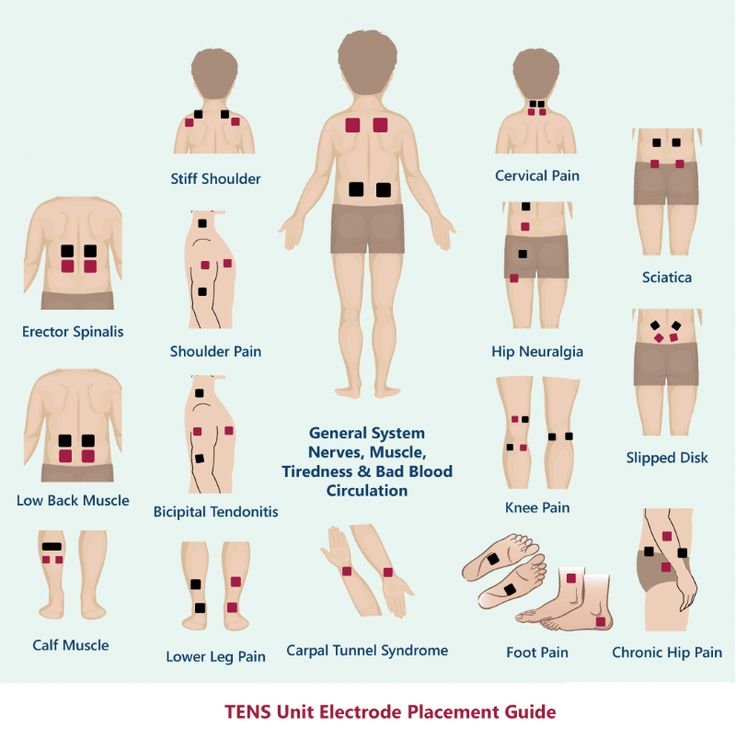 Stiff Shoulder
Cervical Pain
Sciatica
Erector Spinalis
Shoulder Pain
Hip Neuralgia
General System
Nerves, Muscle,
Tiredness & Bad Blood
Circulation
Slipped Disk
Low Back Muscle
Bicipital Tendonitis
Knee Pain
Calf Muscle
Lower Leg Pain
Carpal Tunnel Syndrome
Foot Pain
Chronic Hip Pain
TENS Unit Electrode Placement Guide